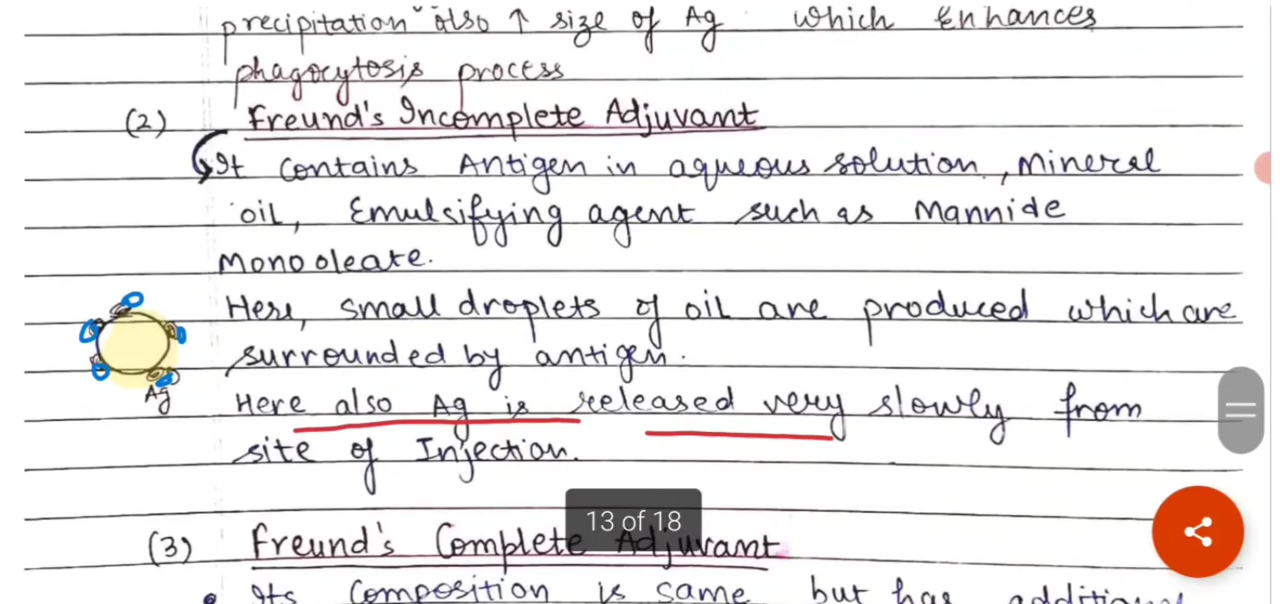 precipitation also ↑ size of Ag which enhances
phagocytosis process
(2) Freund's Incomplete Adjuvant
It contains Antigen in aqueous solution, Mineral
oil, Emulsifying agent such as Mannide
Monooleate.
Here, small droplets of oil are produced which are
surrounded by antigen.
Ag
Here also Ag is released very slowly from
site of Injection.
13 of 18
(3) Freund's Complete Adjuvant
• Its composition is same but has additional